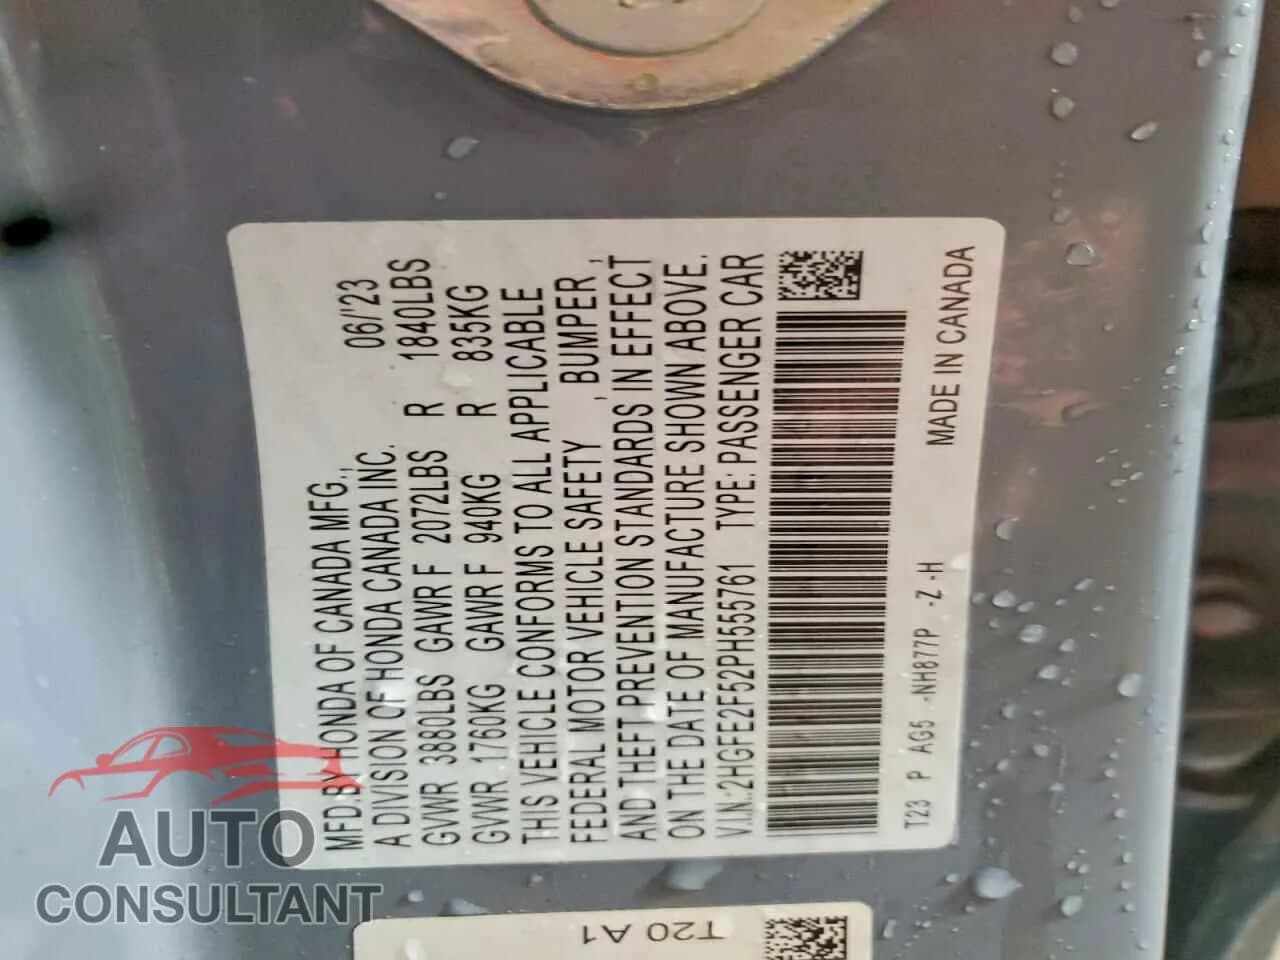 MFD.BY HONDA OF CANADA MFG.,
A DIVISION OF HONDA CANADA INC. 06/'23
GVWR 3880LBS GAWR F 2072LBS R 1840LBS
GVWR 1760KG GAWR F 940KG R 835KG
THIS VEHICLE CONFORMS TO ALL APPLICABLE
FEDERAL MOTOR VEHICLE SAFETY , BUMPER ,
AND THEFT PREVENTION STANDARDS IN EFFECT
ON THE DATE OF MANUFACTURE SHOWN ABOVE.
V.I.N.:2HGFE2F52PH555761 TYPE: PASSENGER CAR
T23 P AG5 -NH877P -Z -H MADE IN CANADA
T20 A1
AUTO
CONSULTANT